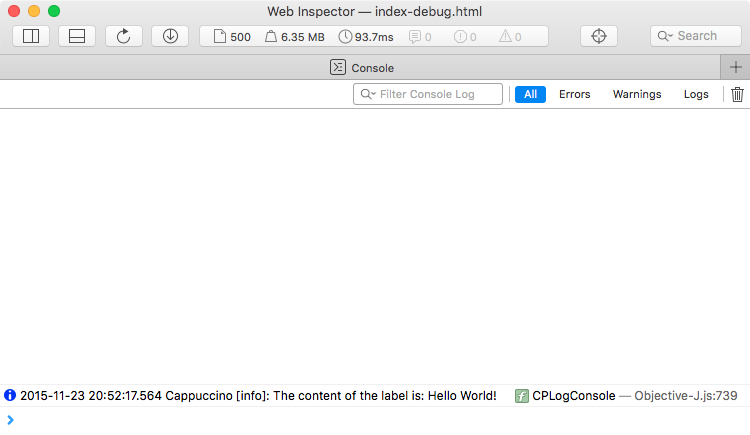 Web Inspector — index-debug.html
500 6.35 MB 93.7ms 0 0 0 Search
Console
Filter Console Log All Errors Warnings Logs
2015-11-23 20:52:17.564 Cappuccino [info]: The content of the label is: Hello World! f CPLogConsole — Objective-J.js:739